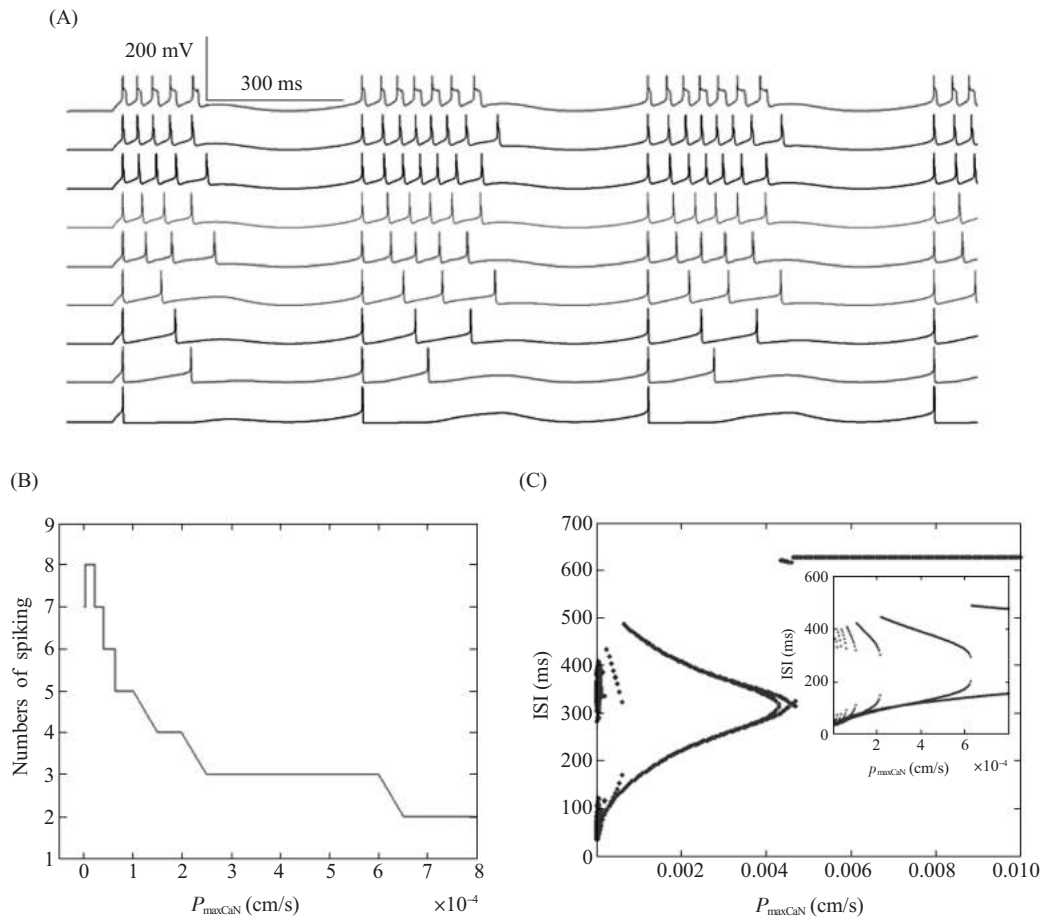 (A)
200 mV
300 ms
(B)
Numbers of spiking
9
8
7
6
5
4
3
2
1
0 1 2 3 4 5 6 7 8
P maxCaN (cm/s) ×10⁻⁴
(C)
ISI (ms)
700
600
500
400
300
200
100
0
0.002 0.004 0.006 0.008 0.010
P maxCaN (cm/s)
ISI (ms)
600
400
200
0
2 4 6
p maxCaN (cm/s) ×10⁻⁴